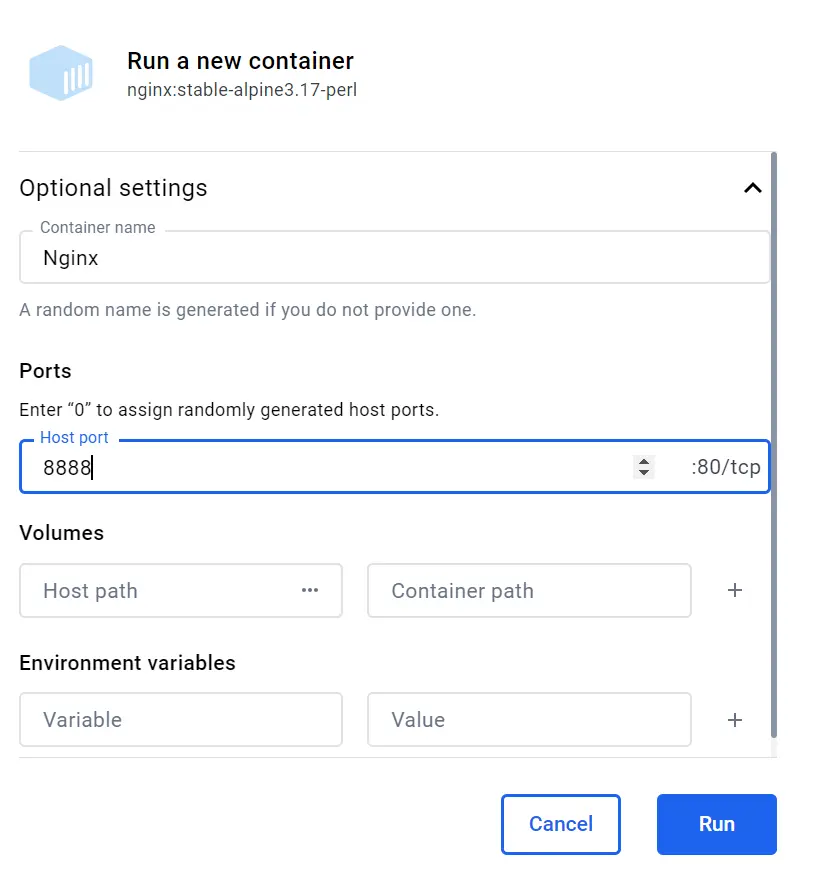 Run a new container
nginx:stable-alpine3.17-perl
Optional settings
Container name
Nginx
A random name is generated if you do not provide one.
Ports
Enter “0” to assign randomly generated host ports.
Host port
8888 :80/tcp
Volumes
Host path ··· Container path +
Environment variables
Variable Value +
Cancel Run